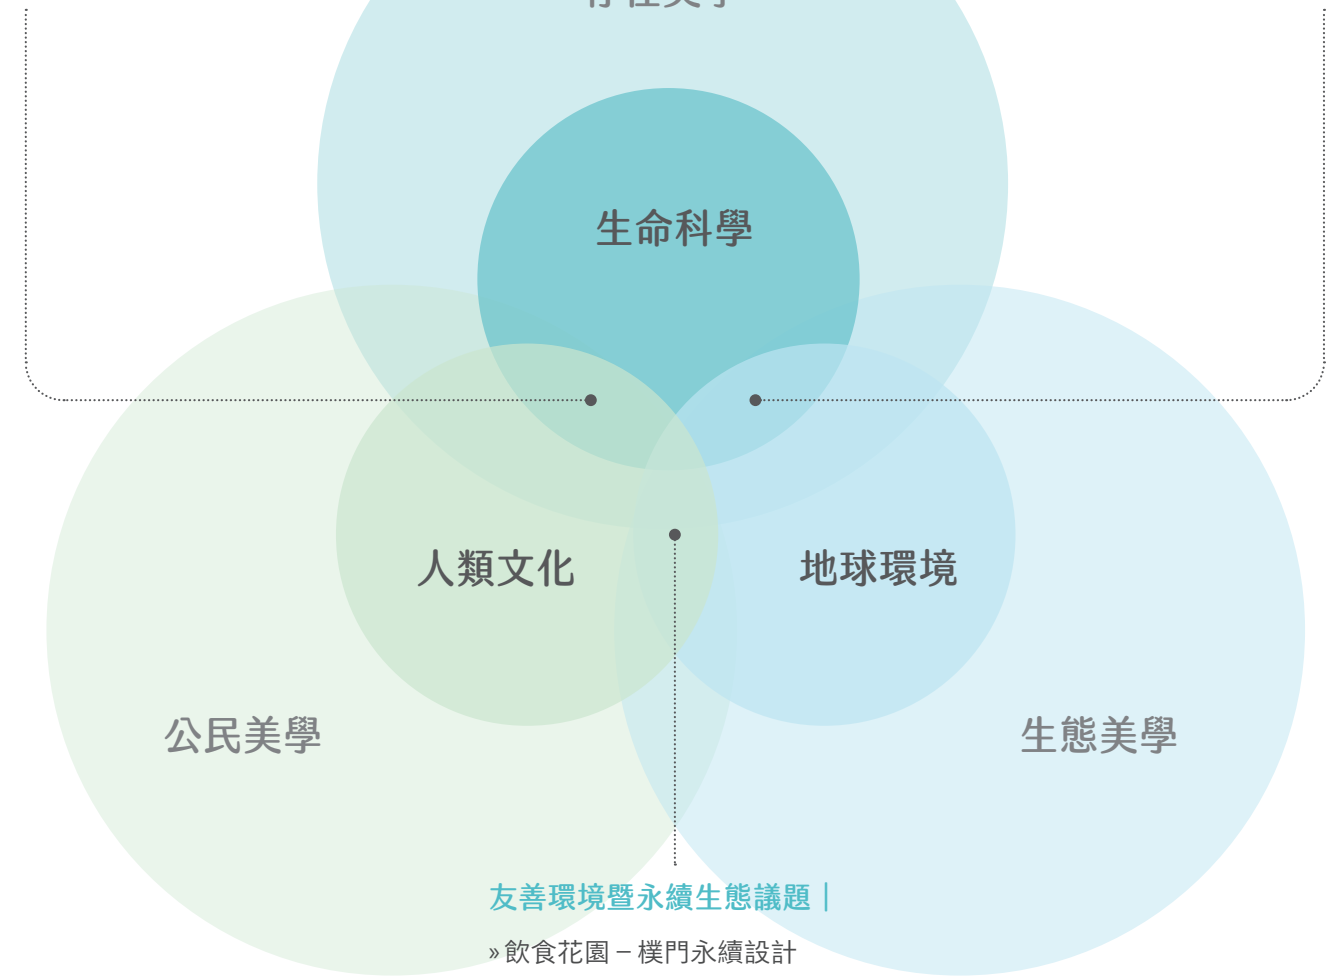 生命科學
人類文化
地球環境
公民美學
生態美學
友善環境暨永續生態議題｜
» 飲食花園 – 樸門永續設計